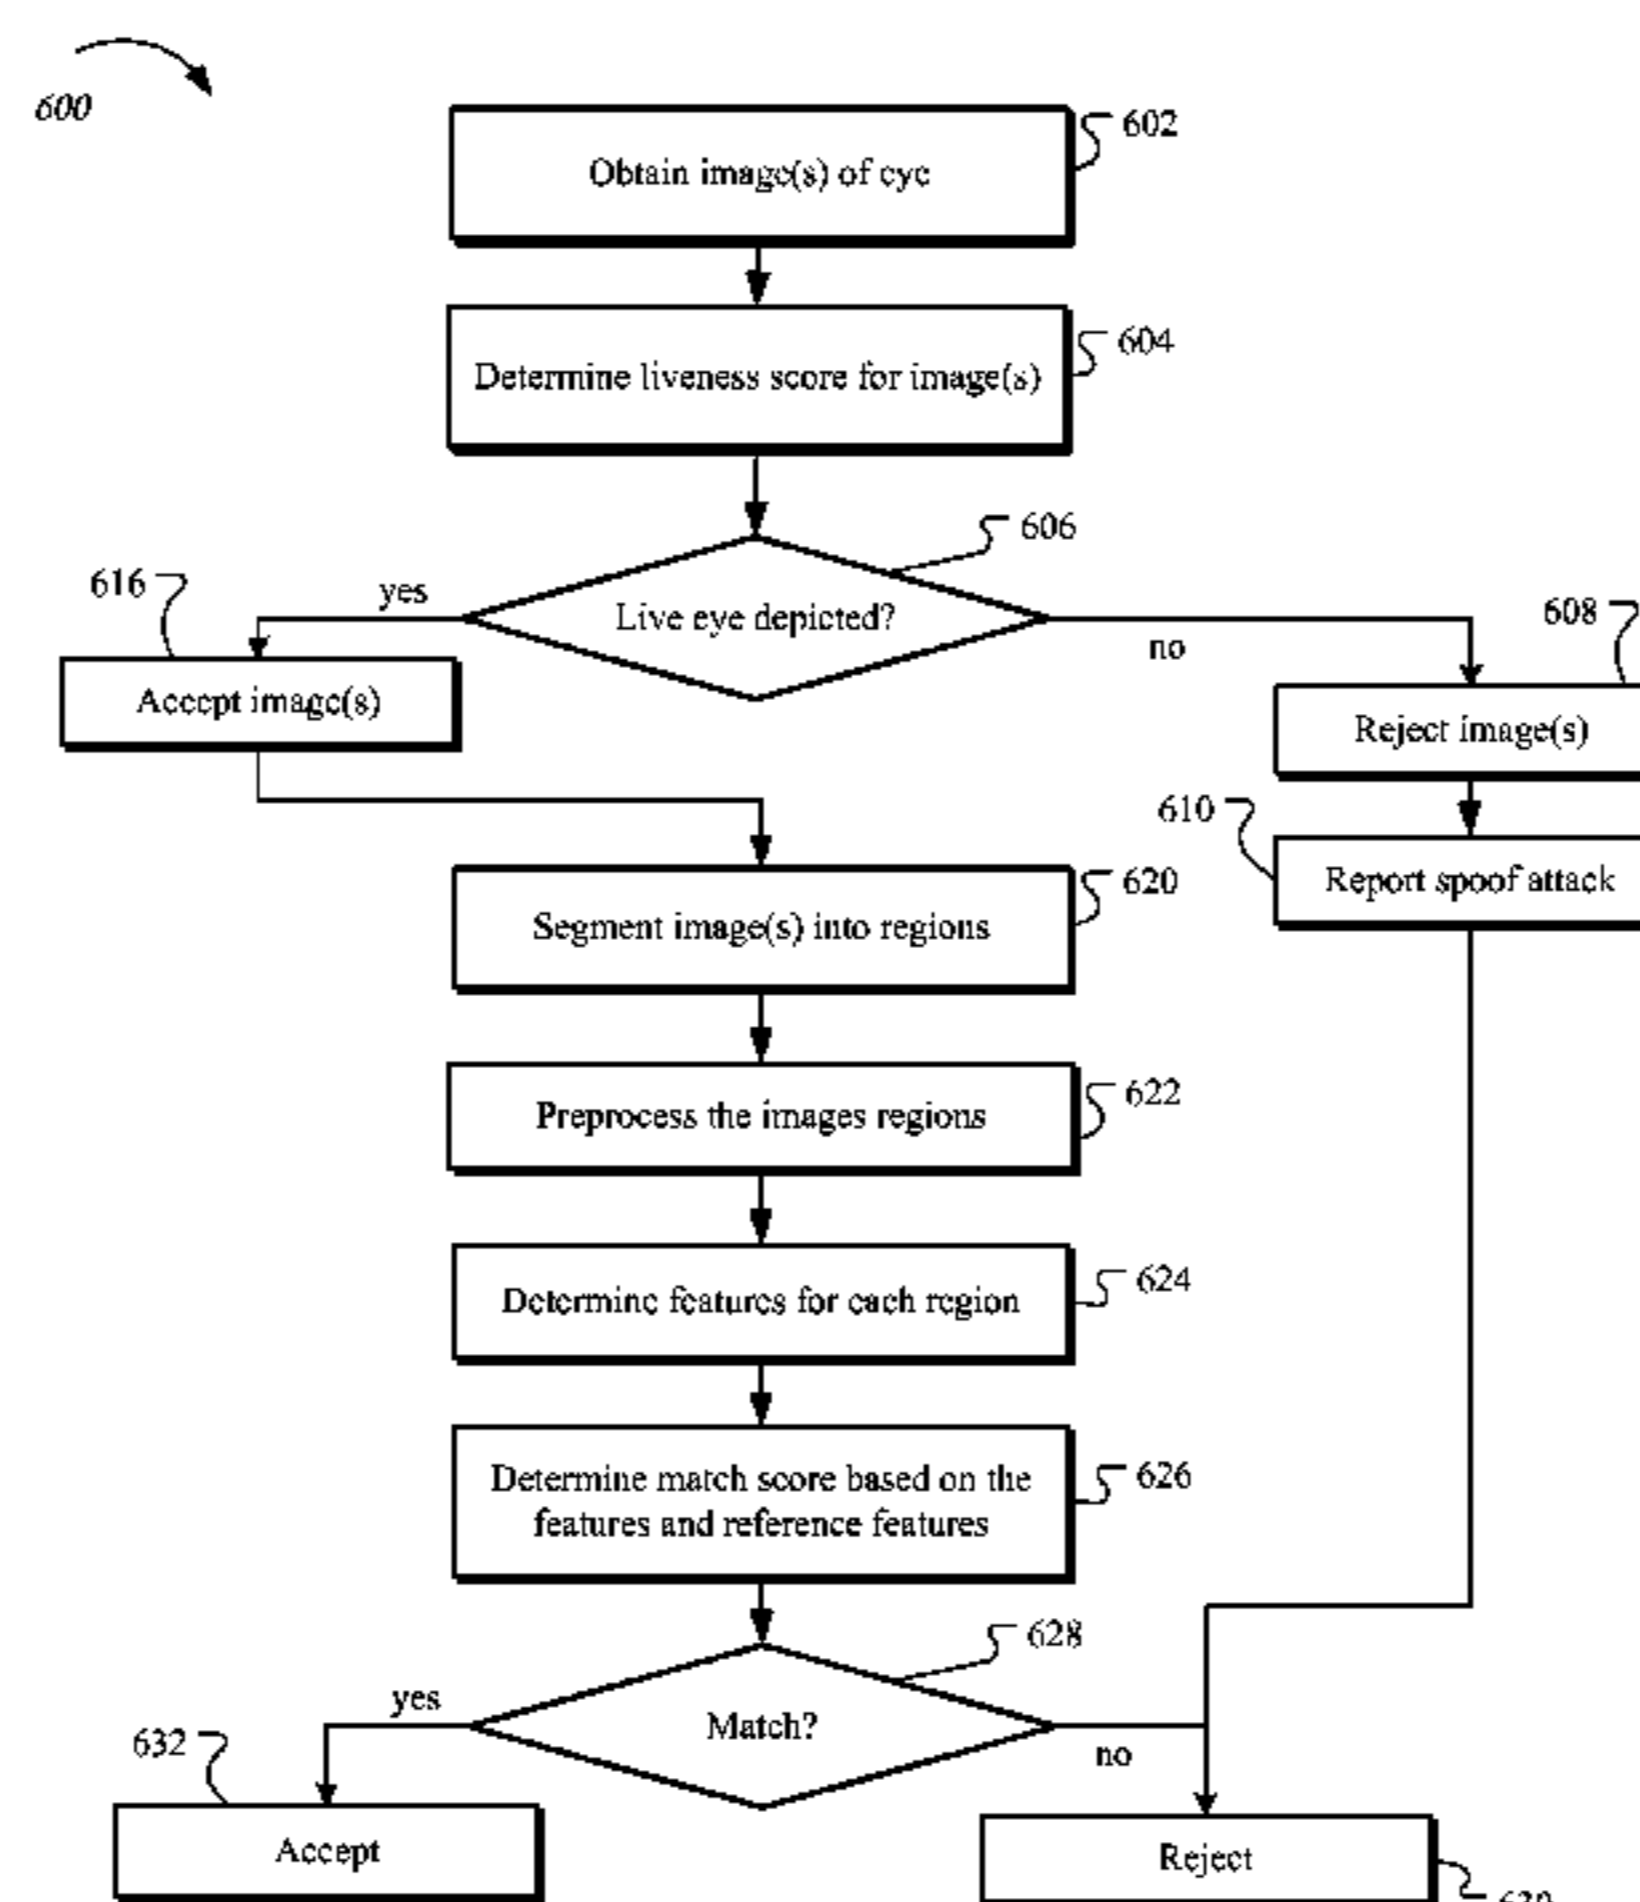 600
602
Obtain image(s) of eye
604
Determine liveness score for image(s)
606
Live eye depicted?
yes
no
616
Accept image(s)
608
Reject image(s)
610
Report spoof attack
620
Segment image(s) into regions
622
Preprocess the images regions
624
Determine features for each region
626
Determine match score based on the
features and reference features
628
Match?
yes
no
632
Accept
Reject